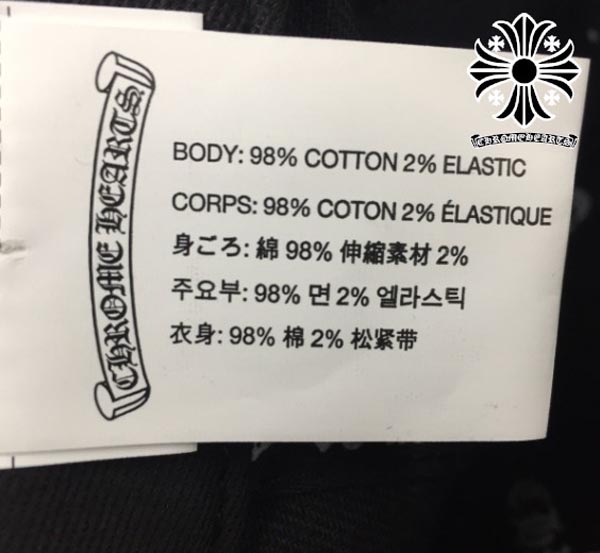 CHROME HEARTS
CHROME HEARTS
BODY: 98% COTTON 2% ELASTIC
CORPS: 98% COTON 2% ÉLASTIQUE
身ごろ: 綿 98% 伸縮素材 2%
주요부: 98% 면 2% 엘라스틱
衣身: 98% 棉 2% 松紧带